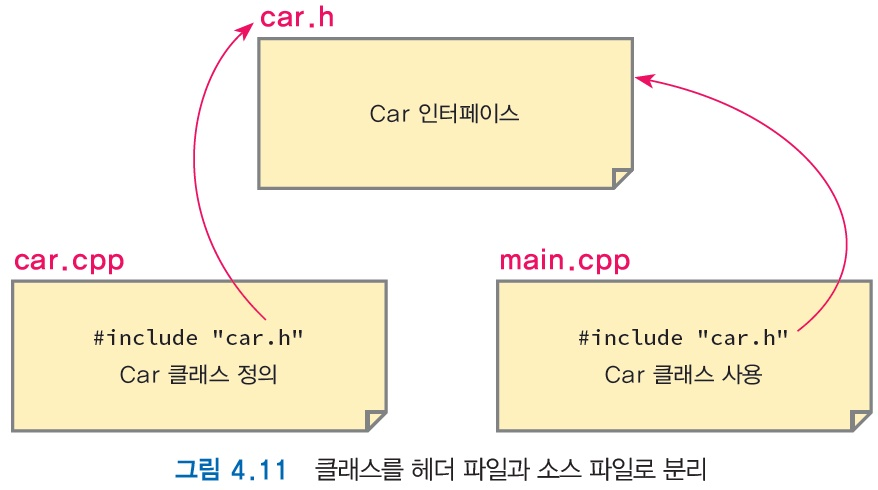 car.h
Car 인터페이스
car.cpp
#include "car.h"
Car 클래스 정의
main.cpp
#include "car.h"
Car 클래스 사용
그림 4.11 클래스를 헤더 파일과 소스 파일로 분리